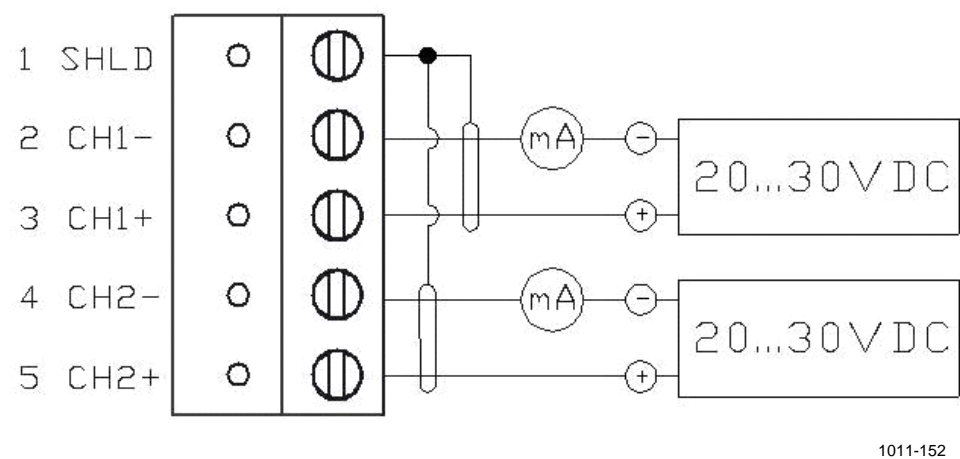 1 SHLD
2 CH1-
mA
-
20...30VDC
3 CH1+
+
4 CH2-
mA
-
20...30VDC
5 CH2+
+
1011-152